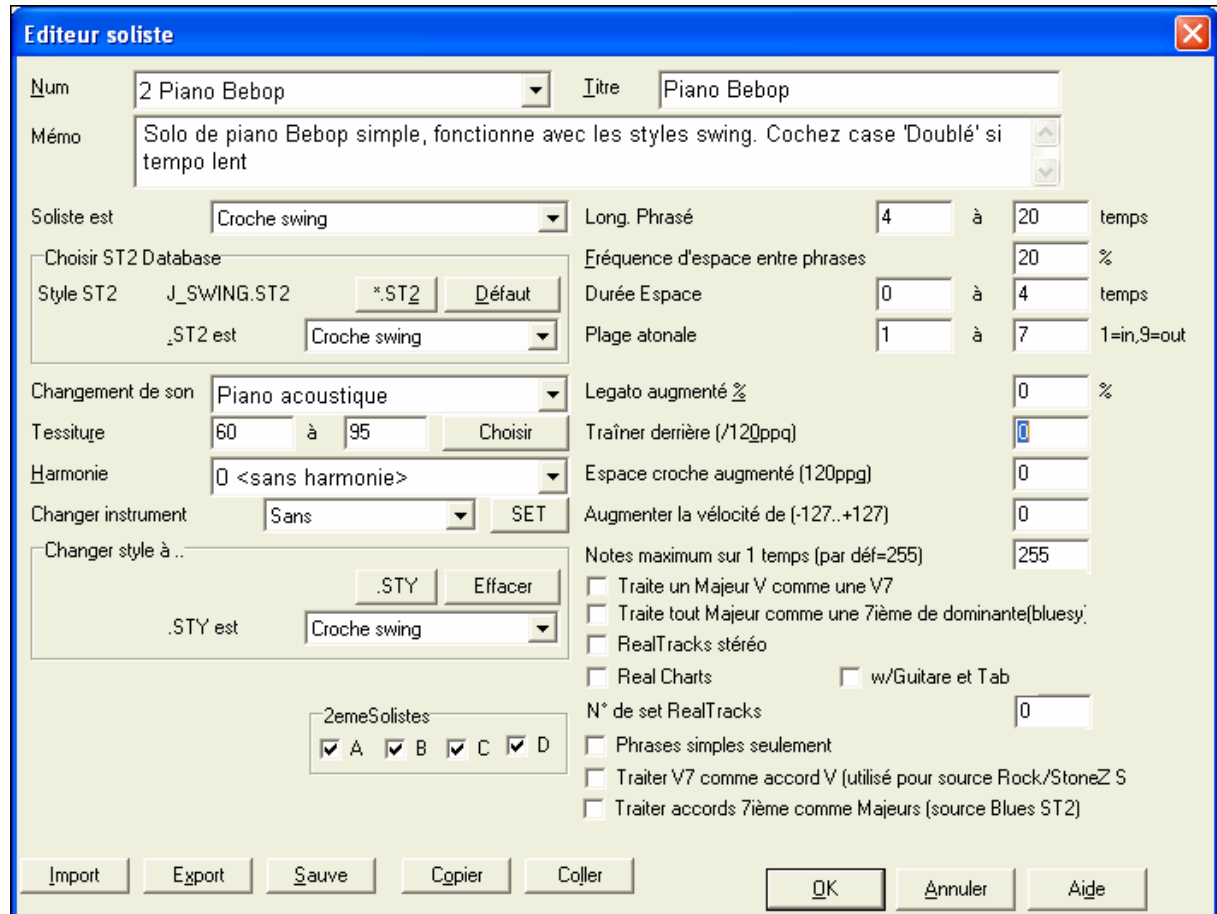 Editeur soliste
Num 2 Piano Bebop Titre Piano Bebop
Mémo Solo de piano Bebop simple, fonctionne avec les styles swing. Cochez case 'Doublé' si
tempo lent
Soliste est Croche swing Long. Phrasé 4 à 20 temps
Choisir ST2 Database Fréquence d'espace entre phrases 20 %
Style ST2 J_SWING.ST2 *.ST2 Défaut Durée Espace 0 à 4 temps
.ST2 est Croche swing Plage atonale 1 à 7 1=in,9=out
Changement de son Piano acoustique Legato augmenté % 0 %
Tessiture 60 à 95 Choisir Traîner derrière (/120ppq) 0
Harmonie 0 <sans harmonie> Espace croche augmenté (120ppg) 0
Changer instrument Sans SET Augmenter la vélocité de (-127..+127) 0
Changer style à .. Notes maximum sur 1 temps (par déf=255) 255
.STY Effacer Traite un Majeur V comme une V7
Traite tout Majeur comme une 7ième de dominante(bluesy)
.STY est Croche swing RealTracks stéréo
Real Charts w/Guitare et Tab
2emeSolistes N° de set RealTracks 0
A B C D Phrases simples seulement
Traiter V7 comme accord V (utilisé pour source Rock/StoneZ S
Traiter accords 7ième comme Majeurs (source Blues ST2)
Import Export Sauve Copier Coller OK Annuler Aide